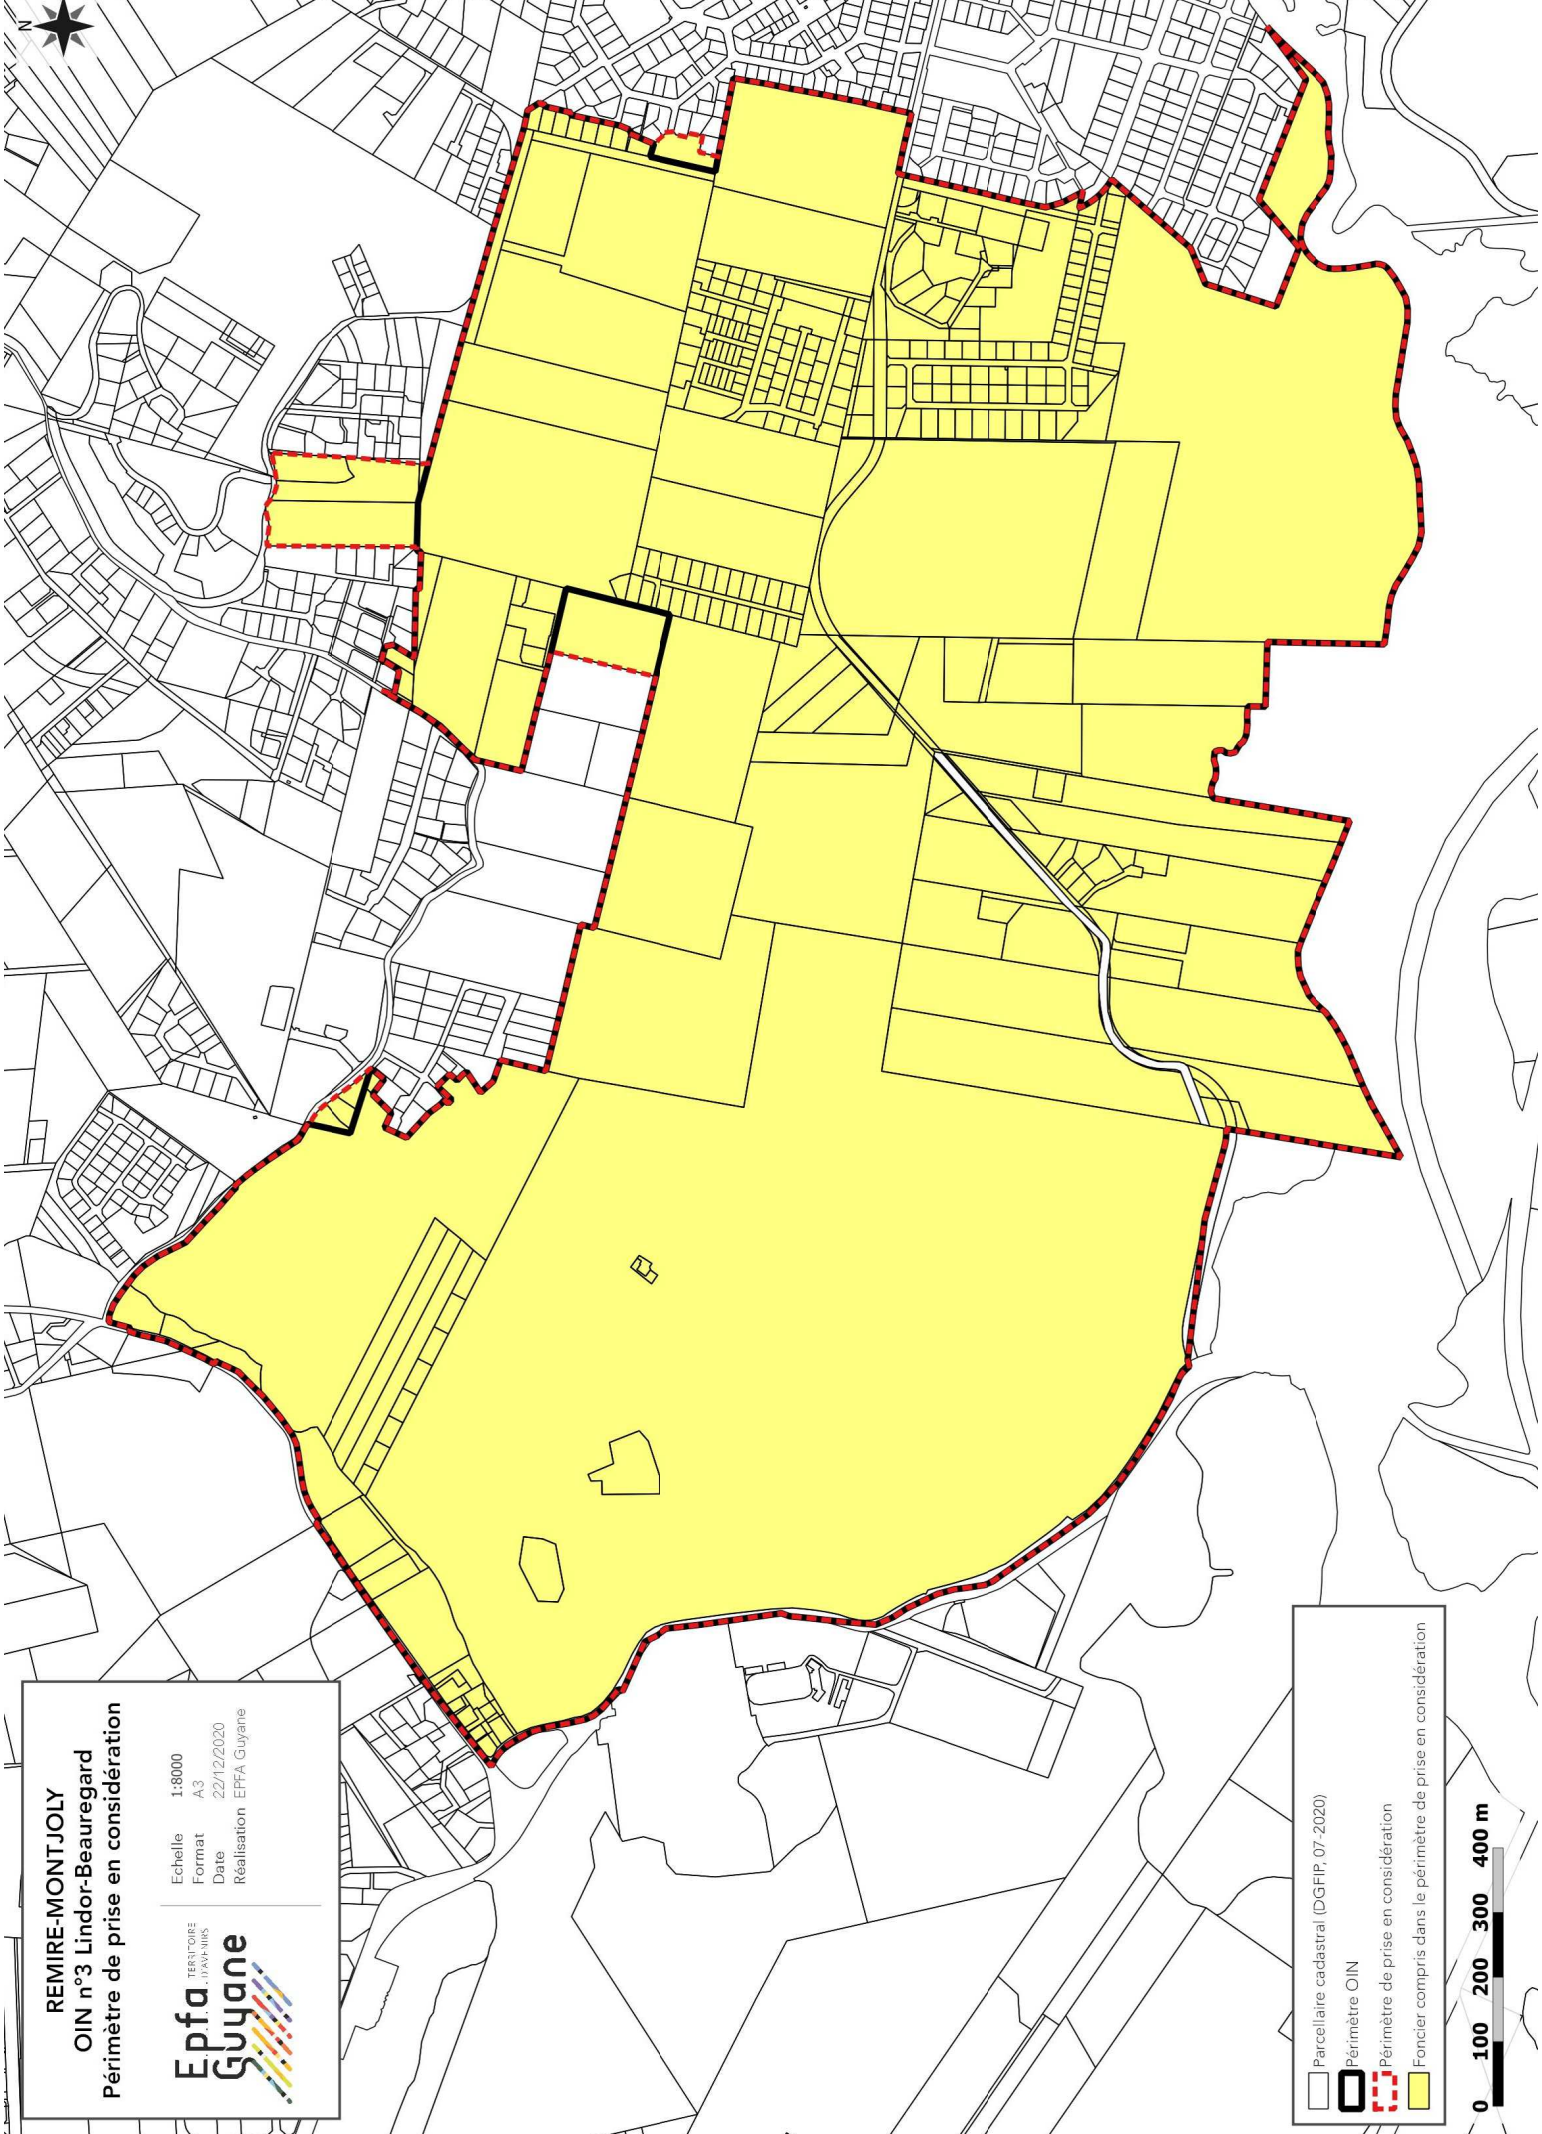 REMIRE-MONTJOLY
OIN n°3 Lindor-Beauregard
Périmètre de prise en considération
E.p.f.a.
Guyane
TERRITOIRE
D'AVENIRS
Echelle 1:8000
Format A3
Date 22/12/2020
Réalisation EPFA Guyane
N
Parcellaire cadastral (DGFIP, 07-2020)
Périmètre OIN
Périmètre de prise en considération
Foncier compris dans le périmètre de prise en considération
0 100 200 300 400 m